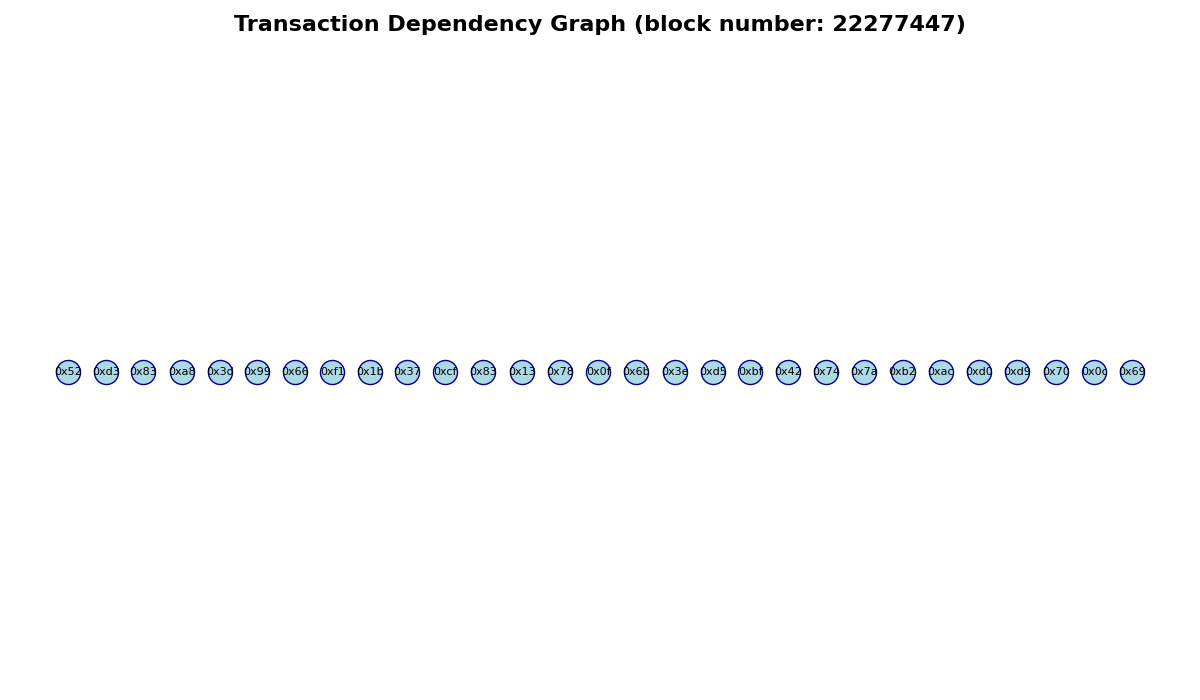 Transaction Dependency Graph (block number: 22277447)
0x52 0xd3 0x83 0xa8 0x3d 0x99 0x66 0xf1 0x1b 0x37 0xcf 0x83 0x13 0x78 0x0f 0x6b 0x3e 0xd5 0xbf 0x42 0x74 0x7a 0xb2 0xac 0xd0 0xd9 0x70 0x0c 0x69